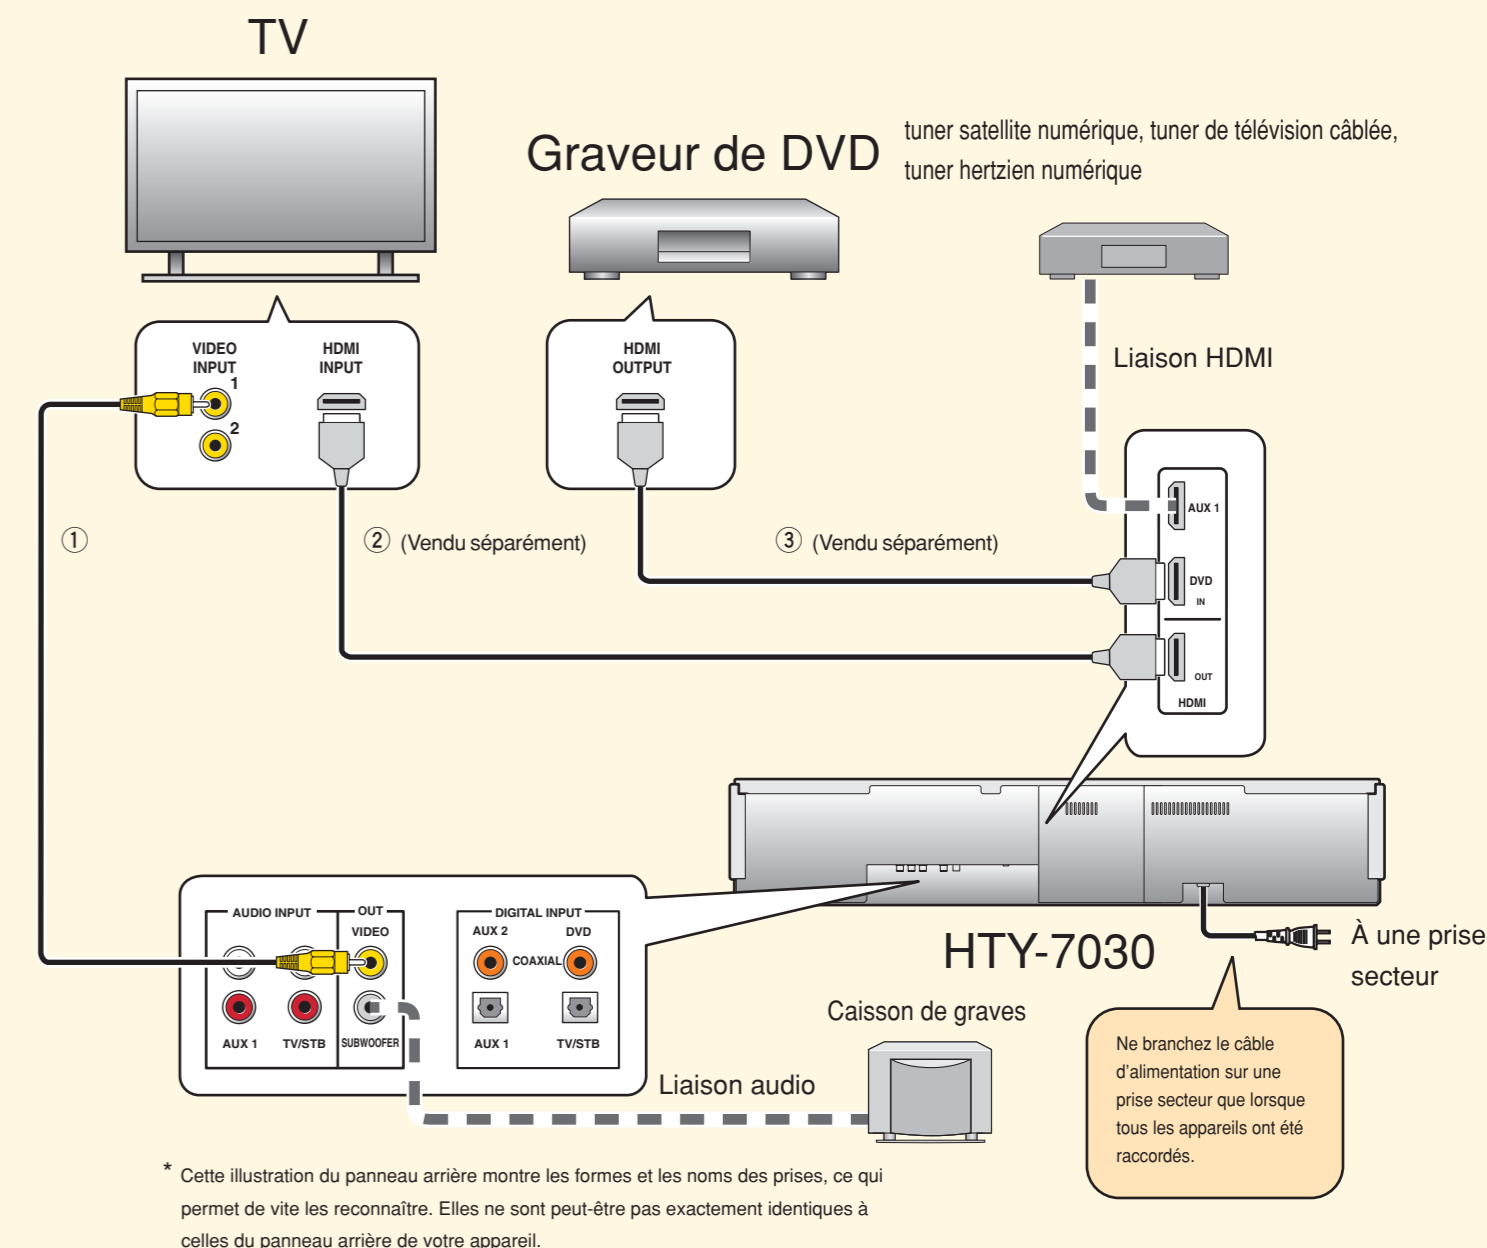 TV
Graveur de DVD
tuner satellite numérique, tuner de télévision câblée,
tuner hertzien numérique
VIDEO
INPUT
1
2
HDMI
INPUT
HDMI
OUTPUT
Liaison HDMI
① 
② (Vendu séparément)
③ (Vendu séparément)
AUX 1
DVD
IN
OUT
HDMI
AUDIO INPUT
OUT
VIDEO
AUX 1
TV/STB
SUBWOOFER
DIGITAL INPUT
AUX 2
DVD
COAXIAL
AUX 1
TV/STB
HTY-7030
À une prise
secteur
Caisson de graves
Liaison audio
Ne branchez le câble
d'alimentation sur une
prise secteur que lorsque
tous les appareils ont été
raccordés.
* Cette illustration du panneau arrière montre les formes et les noms des prises, ce qui
permet de vite les reconnaître. Elles ne sont peut-être pas exactement identiques à
celles du panneau arrière de votre appareil.